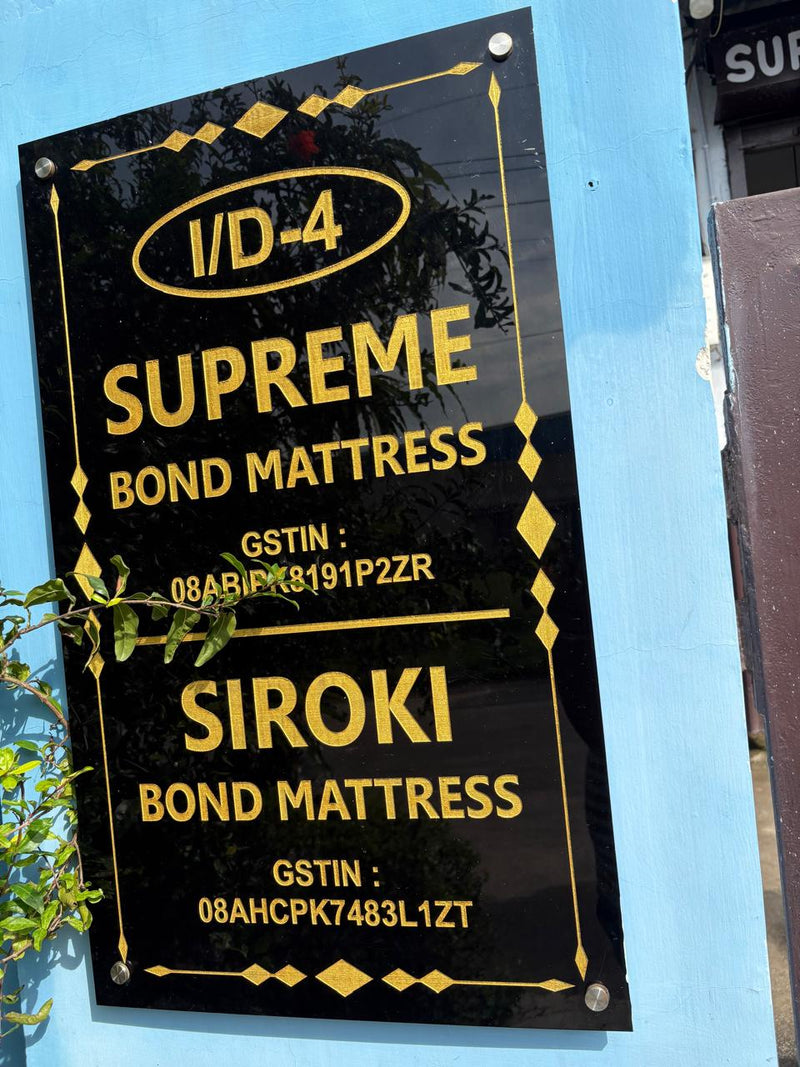 I/D-4
SUPREME
BOND MATTRESS
GSTIN :
SIROKI
BOND MATTRESS
GSTIN :
08AHCPK7483L1ZT